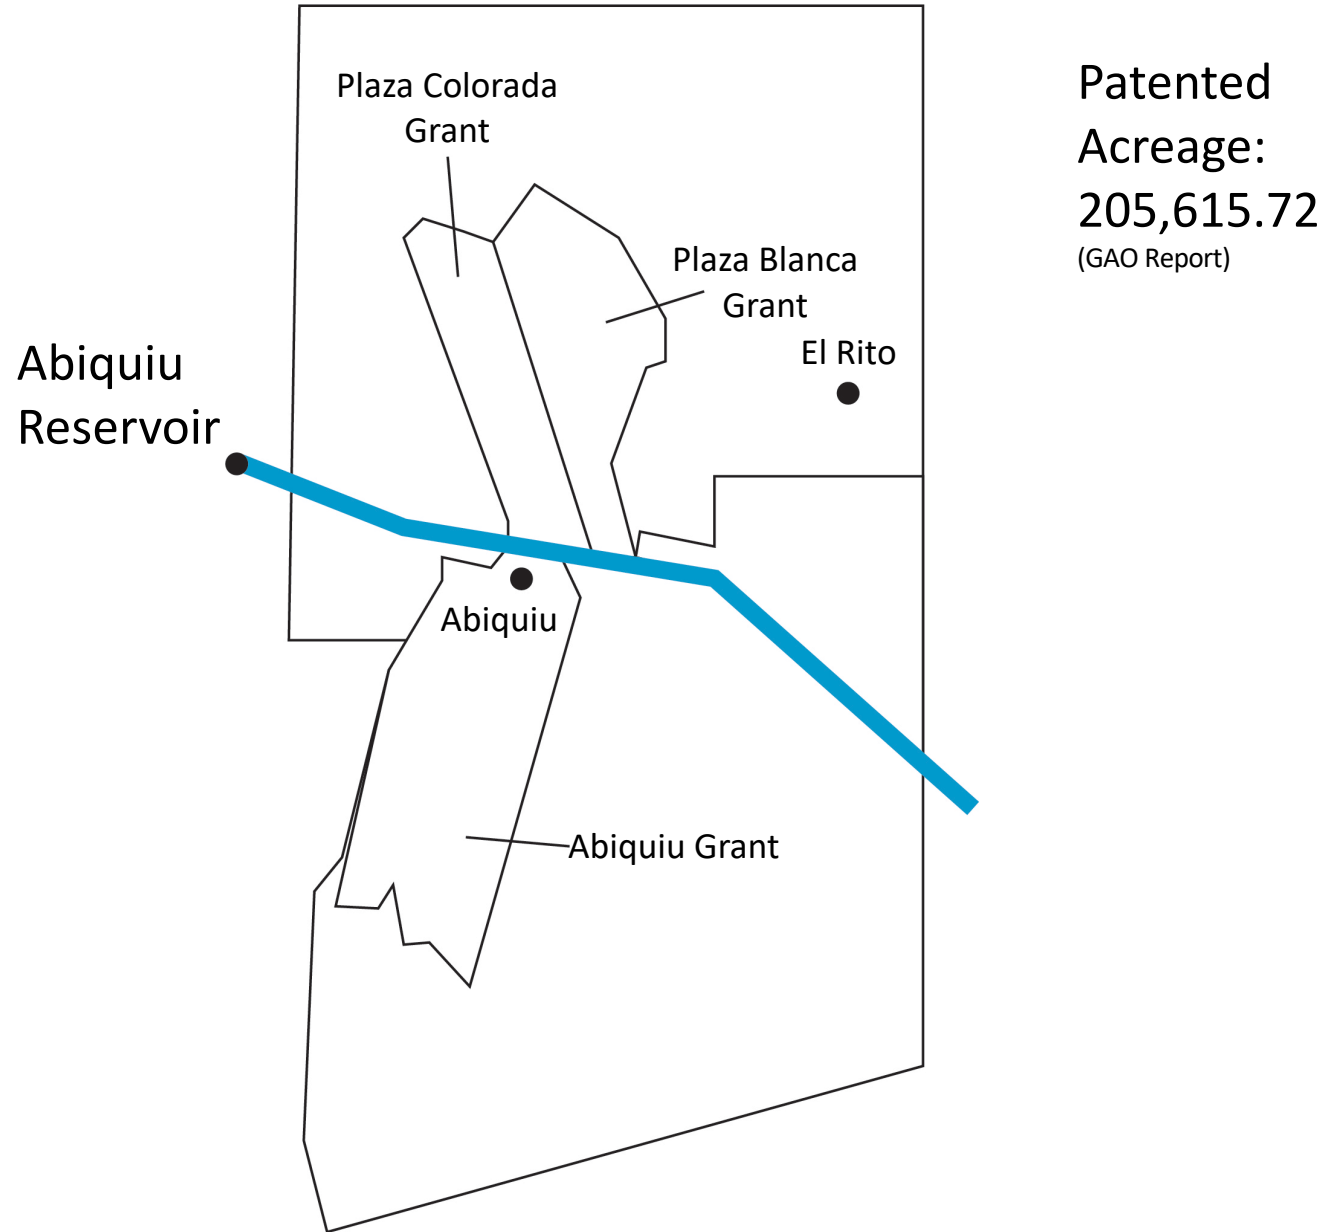 Plaza Colorada
Grant
Patented
Acreage:
205,615.72
(GAO Report)
Plaza Blanca
Grant
El Rito
Abiquiu
Reservoir
Abiquiu
Abiquiu Grant